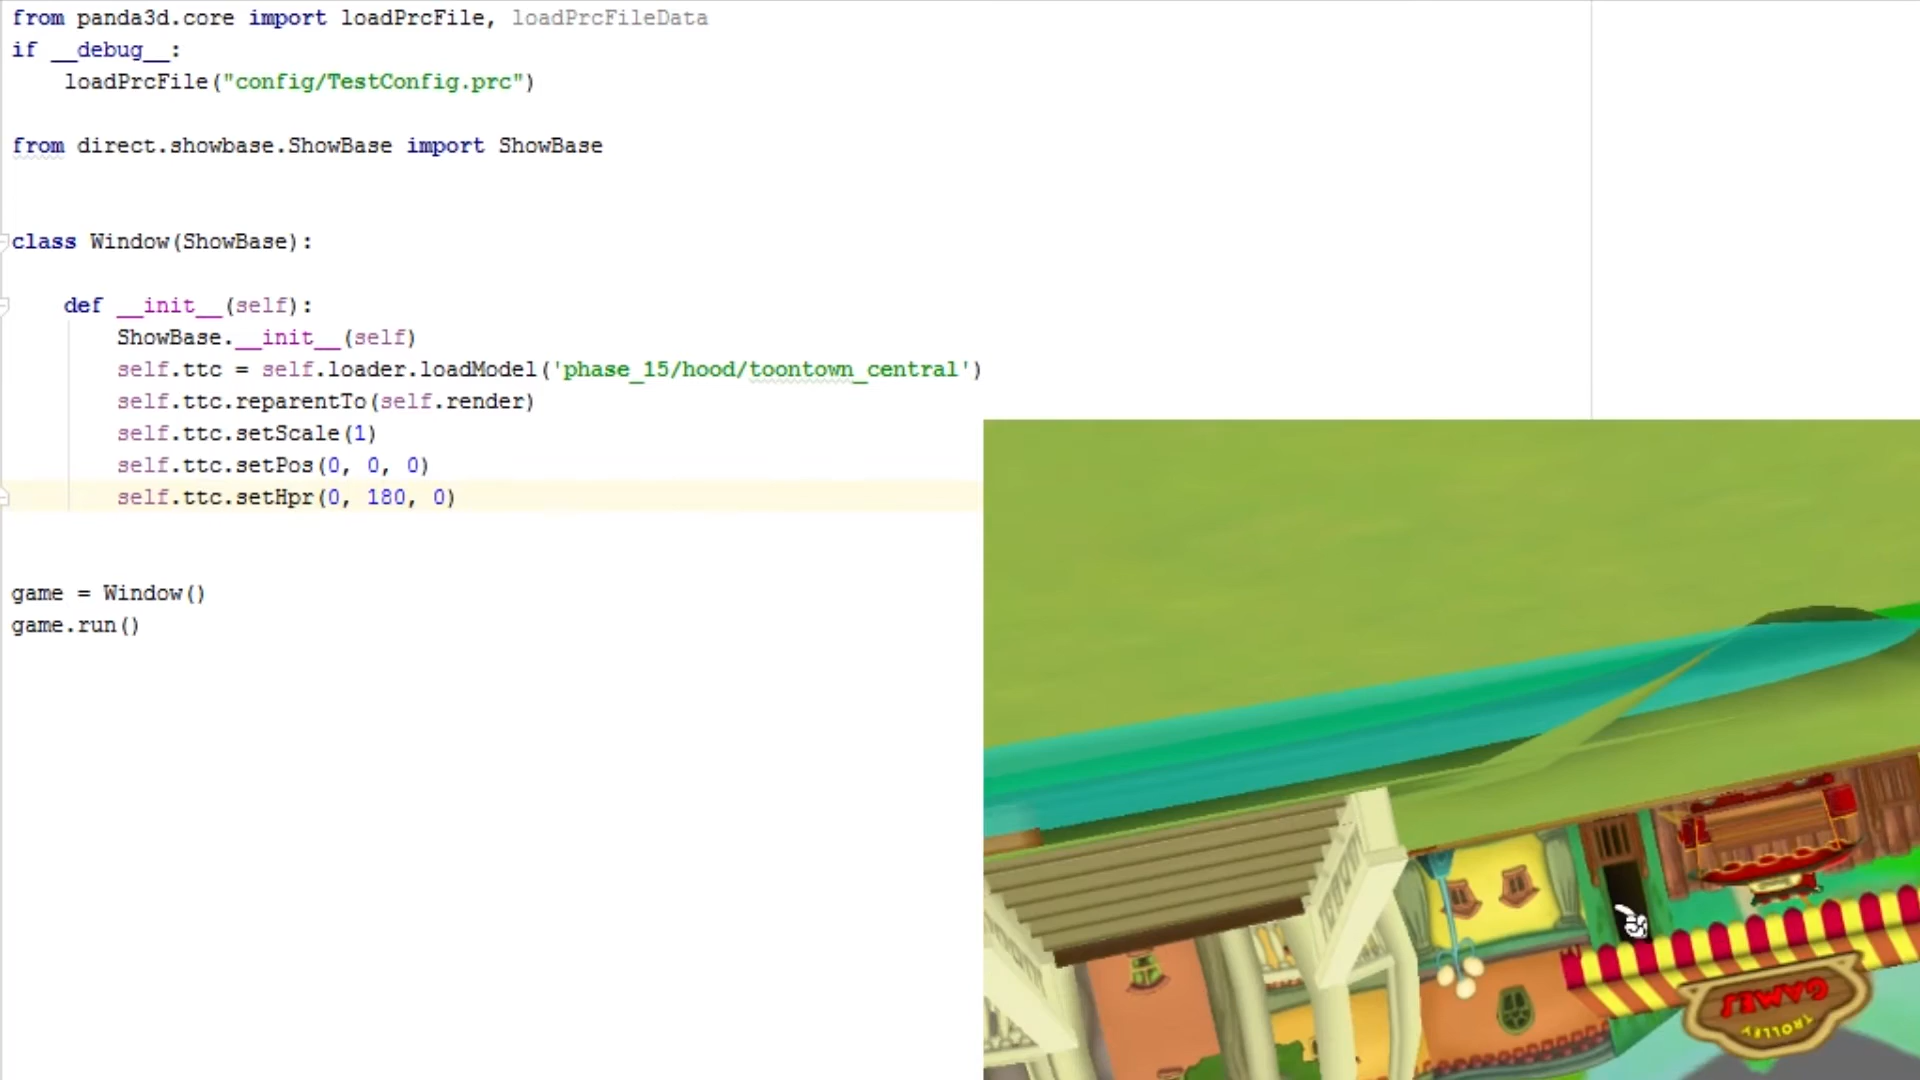 from panda3d.core import loadPrcFile, loadPrcFileData
if __debug__:
    loadPrcFile("config/TestConfig.prc")
from direct.showbase.ShowBase import ShowBase
class Window(ShowBase):
    def __init__(self):
        ShowBase.__init__(self)
        self.ttc = self.loader.loadModel('phase_15/hood/toontown_central')
        self.ttc.reparentTo(self.render)
        self.ttc.setScale(1)
        self.ttc.setPos(0, 0, 0)
        self.ttc.setHpr(0, 180, 0)
game = Window()
game.run()
TROLLEY
GAMES